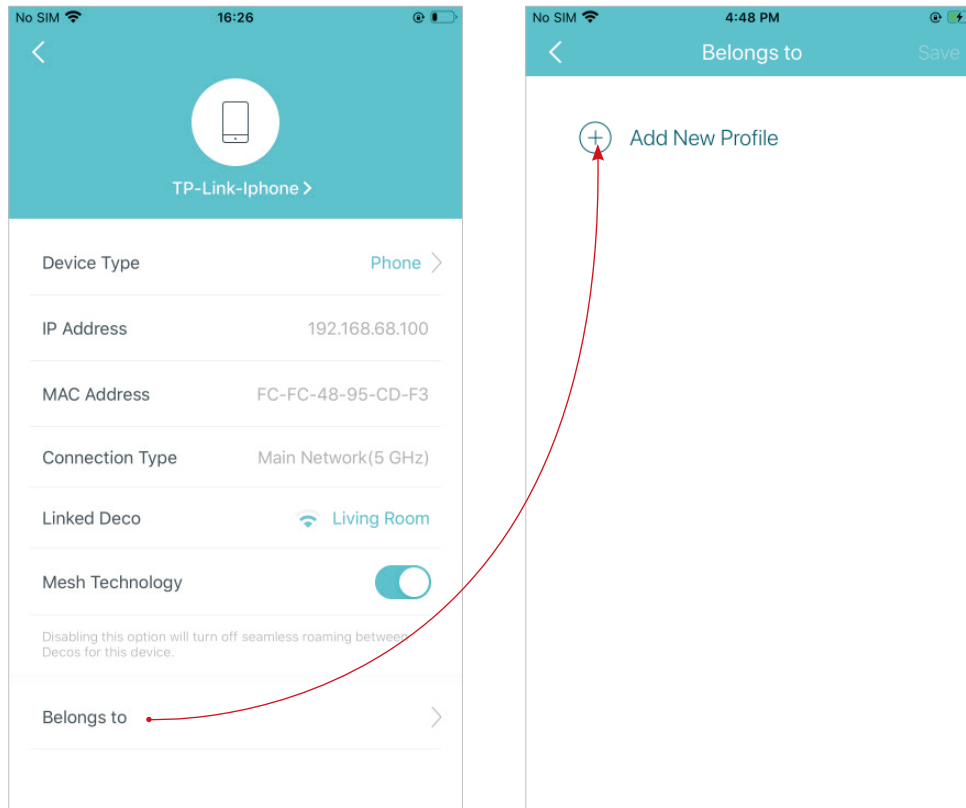 No SIM 16:26
TP-Link-Iphone >
Device Type Phone
IP Address 192.168.68.100
MAC Address FC-FC-48-95-CD-F3
Connection Type Main Network(5 GHz)
Linked Deco Living Room
Mesh Technology
Disabling this option will turn off seamless roaming between
Decos for this device.
Belongs to
No SIM 4:48 PM
Belongs to Save
Add New Profile